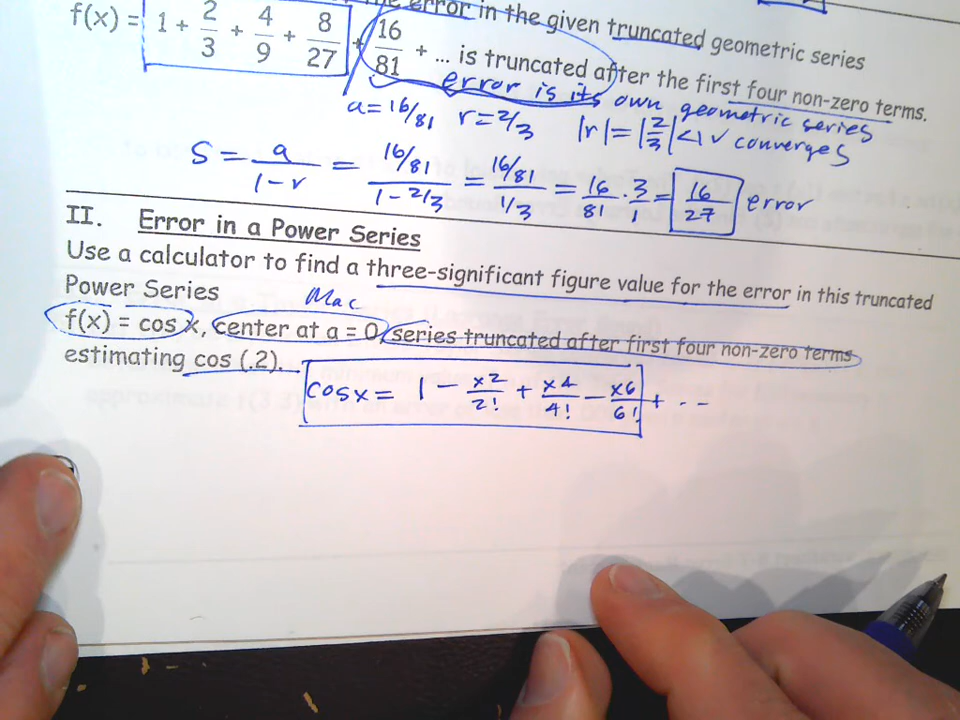 error in the given truncated geometric series
f(x) = 1 + 2/3 + 4/9 + 8/27 + 16/81 + ... is truncated after the first four non-zero terms.
error is its own geometric series
a = 16/81 r = 2/3 |r| = |2/3| < 1 ✓ converges
S = a/(1-r) = (16/81)/(1-2/3) = (16/81)/(1/3) = 16/81 · 3/1 = 16/27 error
II. Error in a Power Series
Use a calculator to find a three-significant figure value for the error in this truncated
Power Series
Mac
f(x) = cos x, center at a = 0, series truncated after first four non-zero terms
estimating cos (.2).
cosx = 1 - x2/2! + x4/4! - x6/6! + ---